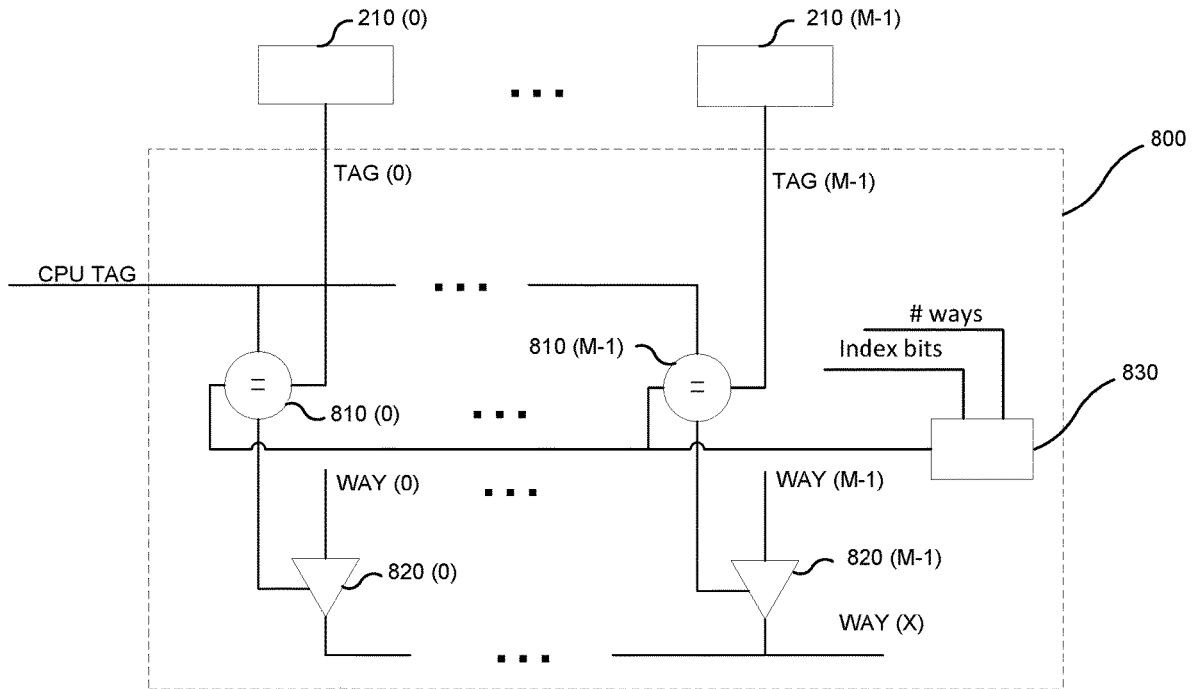 210 (0)
210 (M-1)
800
TAG (0)
TAG (M-1)
CPU TAG
# ways
Index bits
810 (M-1)
=
=
830
810 (0)
WAY (0)
WAY (M-1)
820 (0)
820 (M-1)
WAY (X)